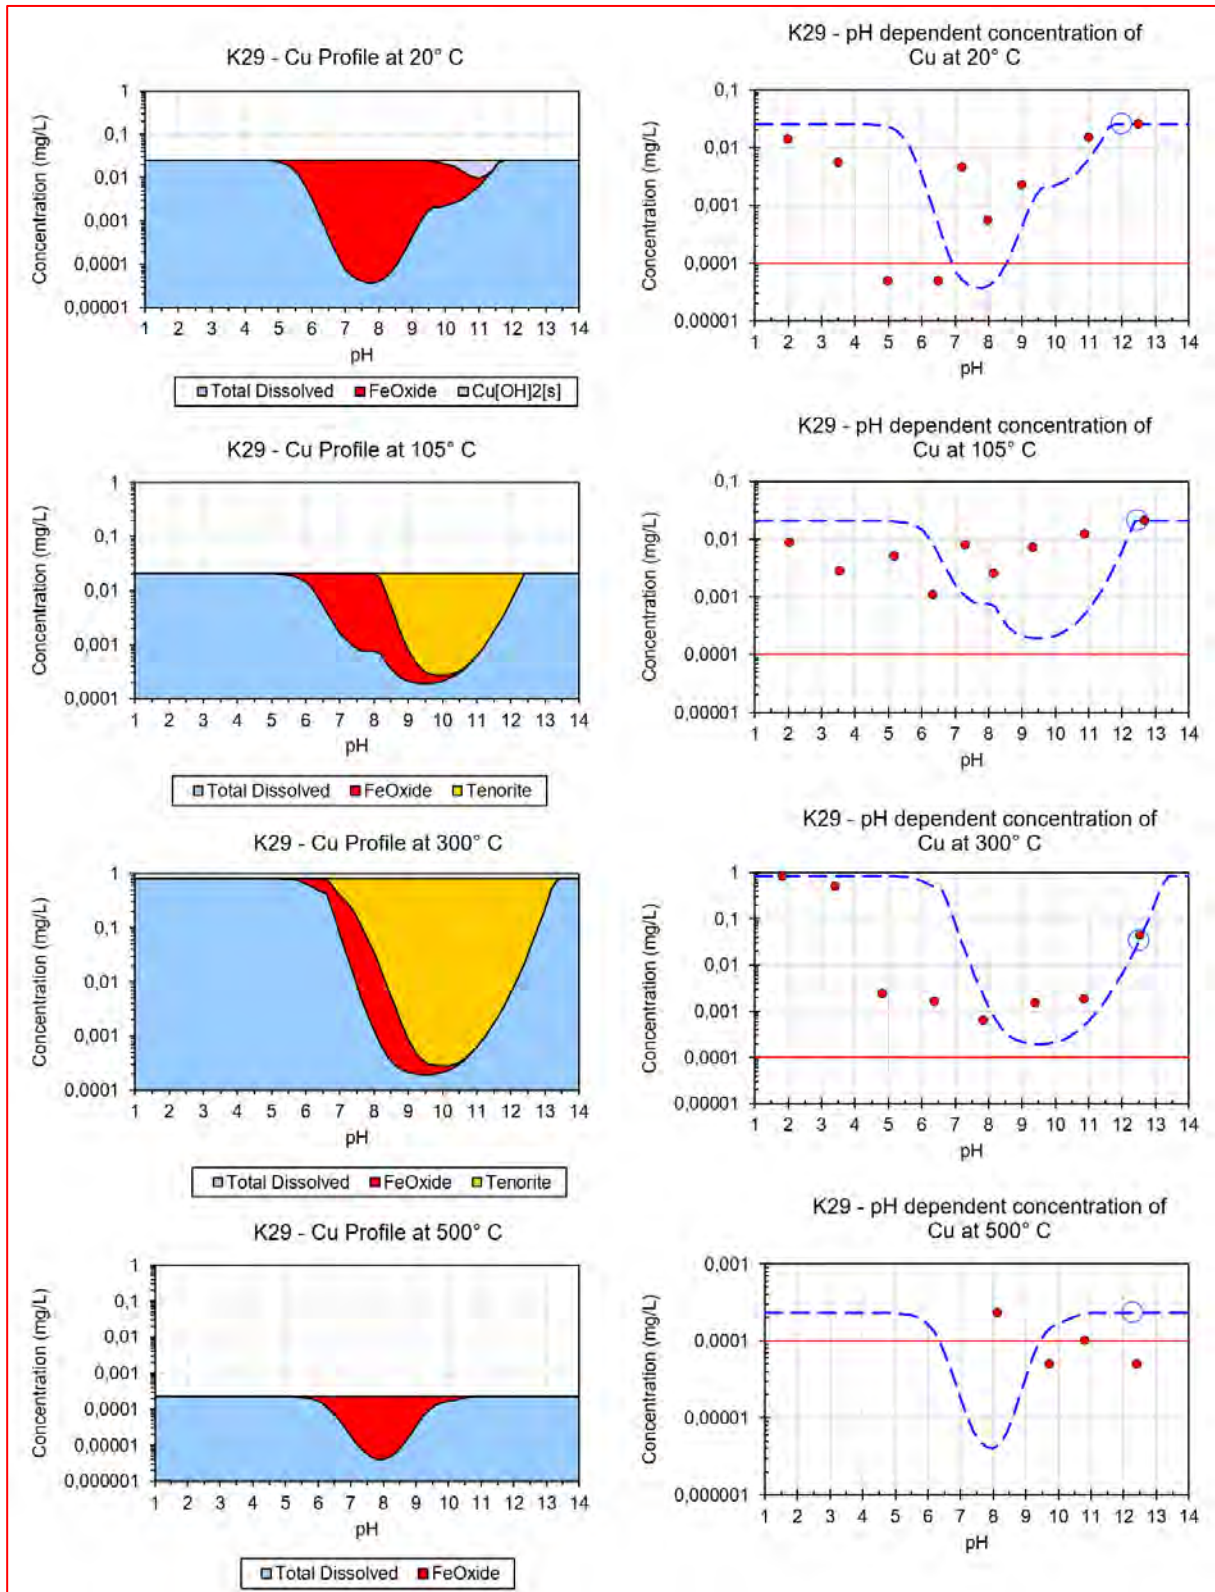 K29 - Cu Profile at 20° C
Concentration (mg/L)
1
0,1
0,01
0,001
0,0001
0,00001
1 2 3 4 5 6 7 8 9 10 11 12 13 14
pH
Total Dissolved FeOxide Cu[OH]2[s]
K29 - pH dependent concentration of
Cu at 20° C
Concentration (mg/L)
0,1
0,01
0,001
0,0001
0,00001
1 2 3 4 5 6 7 8 9 10 11 12 13 14
pH
K29 - Cu Profile at 105° C
Concentration (mg/L)
1
0,1
0,01
0,001
0,0001
1 2 3 4 5 6 7 8 9 10 11 12 13 14
pH
Total Dissolved FeOxide Tenorite
K29 - pH dependent concentration of
Cu at 105° C
Concentration (mg/L)
0,1
0,01
0,001
0,0001
0,00001
1 2 3 4 5 6 7 8 9 10 11 12 13 14
pH
K29 - Cu Profile at 300° C
Concentration (mg/L)
1
0,1
0,01
0,001
0.0001
1 2 3 4 5 6 7 8 9 10 11 12 13 14
pH
Total Dissolved FeOxide Tenorite
K29 - pH dependent concentration of
Cu at 300° C
Concentration (mg/L)
1
0,1
0,01
0,001
0,0001
0,00001
1 2 3 4 5 6 7 8 9 10 11 12 13 14
pH
K29 - Cu Profile at 500° C
Concentration (mg/L)
1
0,1
0,01
0,001
0,0001
0,00001
0,000001
1 2 3 4 5 6 7 8 9 10 11 12 13 14
pH
Total Dissolved FeOxide
K29 - pH dependent concentration of
Cu at 500° C
Concentration (mg/L)
0,001
0,0001
0,00001
0,000001
1 2 3 4 5 6 7 8 9 10 11 12 13 14
pH